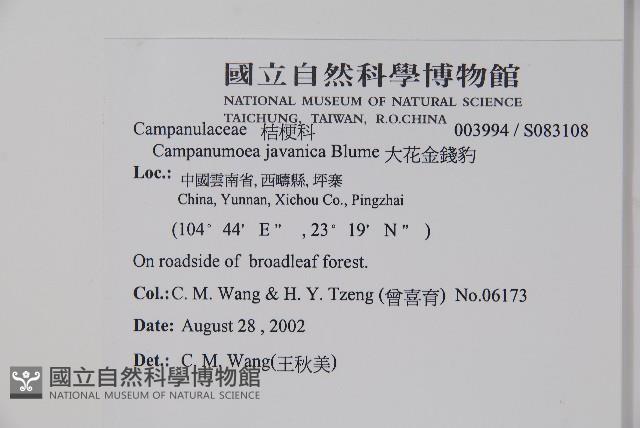 國立自然科學博物館
NATIONAL MUSEUM OF NATURAL SCIENCE
TAICHUNG, TAIWAN, R.O.CHINA
Campanulaceae 桔梗科 003994 / S083108
Campanumoea javanica Blume 大花金錢豹
Loc.: 中國雲南省, 西疇縣, 坪寨
China, Yunnan, Xichou Co., Pingzhai
(104° 44' E " , 23° 19' N " )
On roadside of broadleaf forest.
Col.: C. M. Wang & H. Y. Tzeng (曾喜育) No.06173
Date: August 28 , 2002
Det.: C. M. Wang(王秋美)
國立自然科學博物館
NATIONAL MUSEUM OF NATURAL SCIENCE